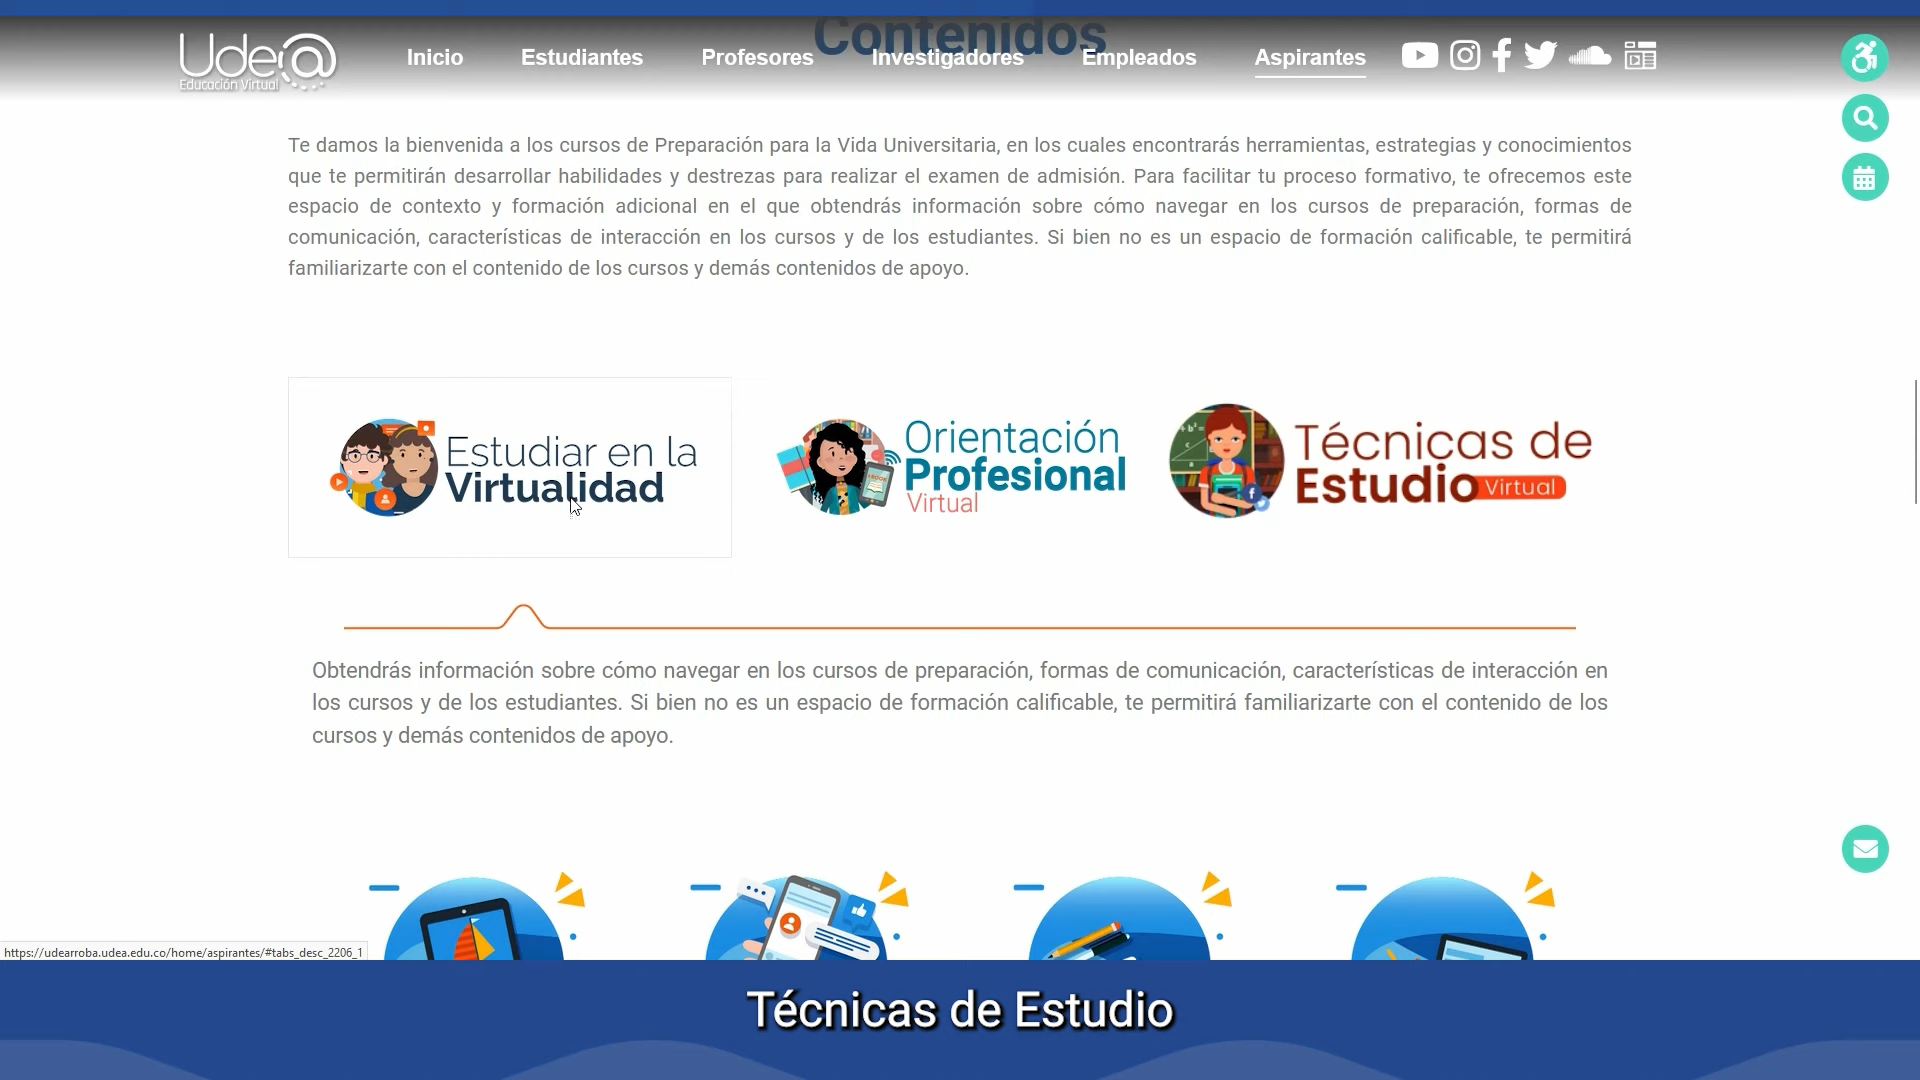 Contenidos
Ude@
Educación Virtual
Inicio
Estudiantes
Profesores
Investigadores
Empleados
Aspirantes
Te damos la bienvenida a los cursos de Preparación para la Vida Universitaria, en los cuales encontrarás herramientas, estrategias y conocimientos
que te permitirán desarrollar habilidades y destrezas para realizar el examen de admisión. Para facilitar tu proceso formativo, te ofrecemos este
espacio de contexto y formación adicional en el que obtendrás información sobre cómo navegar en los cursos de preparación, formas de
comunicación, características de interacción en los cursos y de los estudiantes. Si bien no es un espacio de formación calificable, te permitirá
familiarizarte con el contenido de los cursos y demás contenidos de apoyo.
Estudiar en la
Virtualidad
Orientación
Profesional
Virtual
Técnicas de
Estudio Virtual
Obtendrás información sobre cómo navegar en los cursos de preparación, formas de comunicación, características de interacción en
los cursos y de los estudiantes. Si bien no es un espacio de formación calificable, te permitirá familiarizarte con el contenido de los
cursos y demás contenidos de apoyo.
https://udearroba.udea.edu.co/home/aspirantes/#tabs_desc_2206_1
Técnicas de Estudio